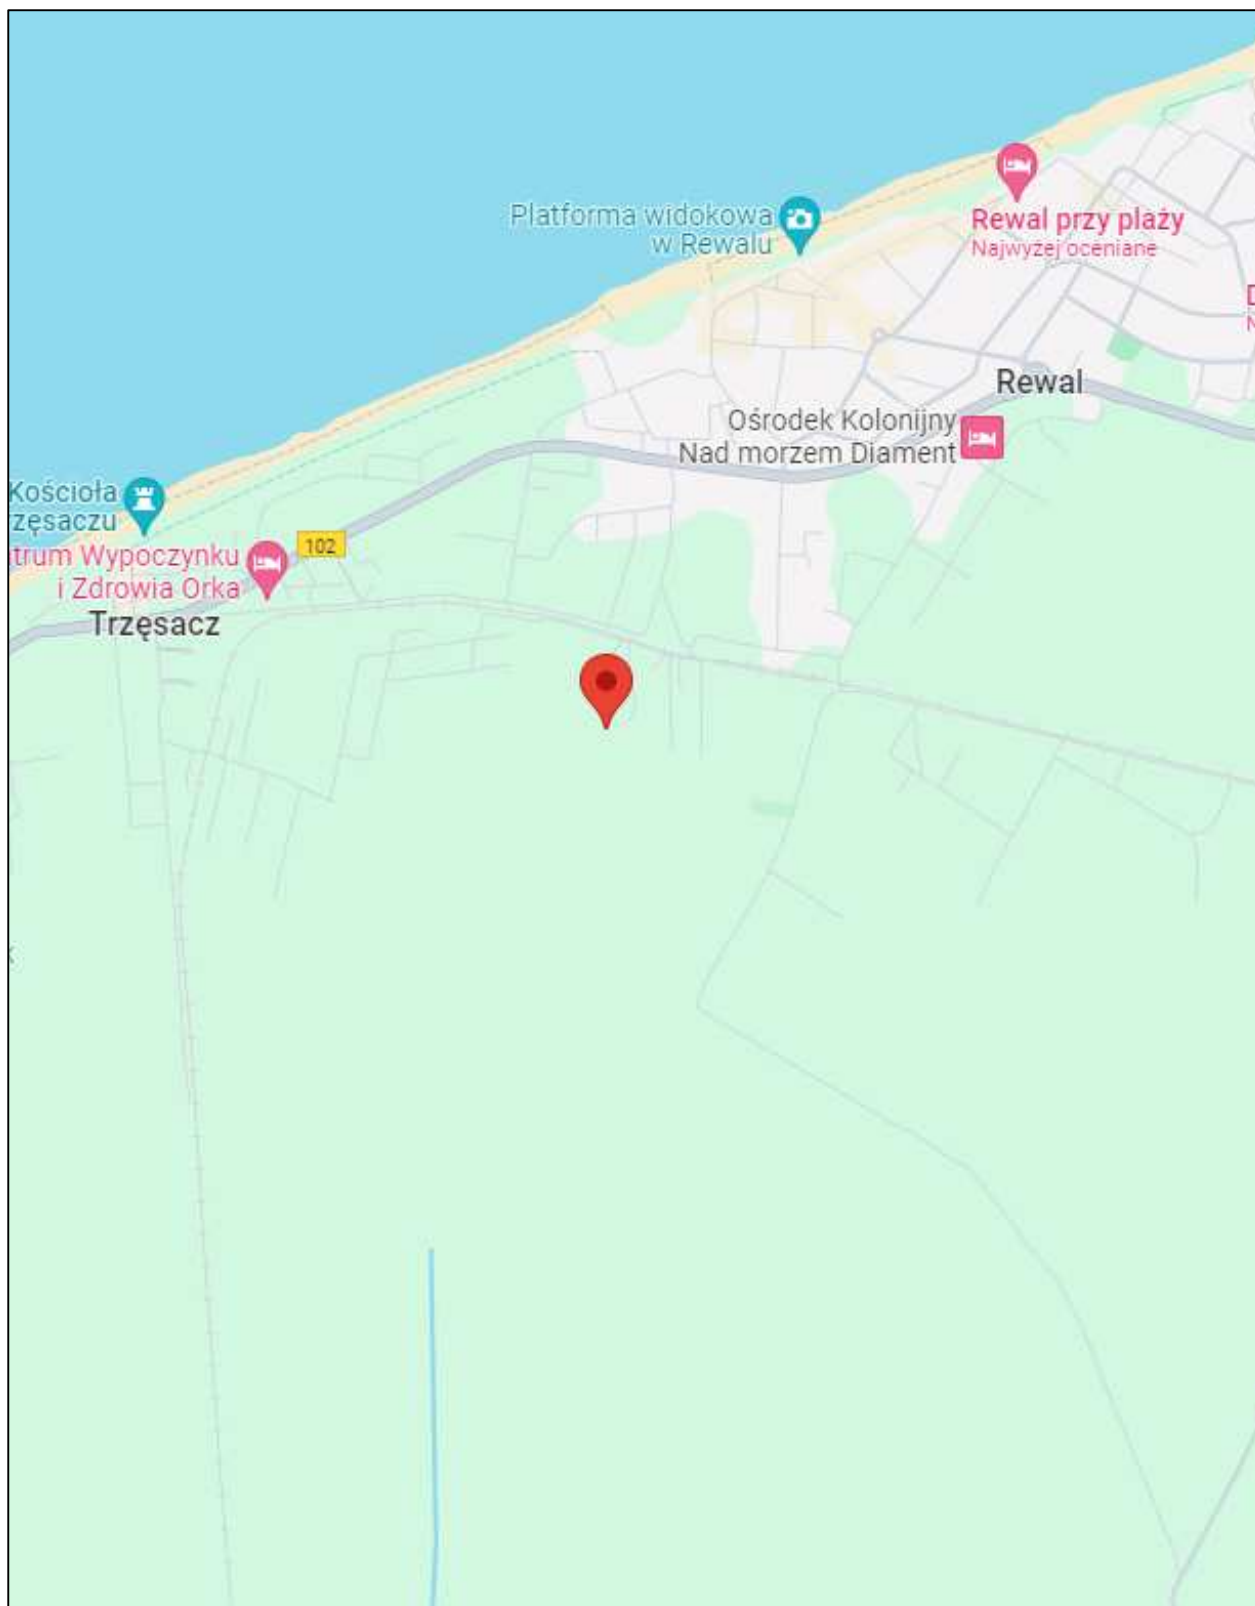 Platforma widokowa
w Rewalu
Rewal przy plaży
Najwyżej oceniane
Rewal
Ośrodek Kolonijny
Nad morzem Diament
Kościoła
rzęsaczu
102
trum Wypoczynku
i Zdrowia Orka
Trzęsacz